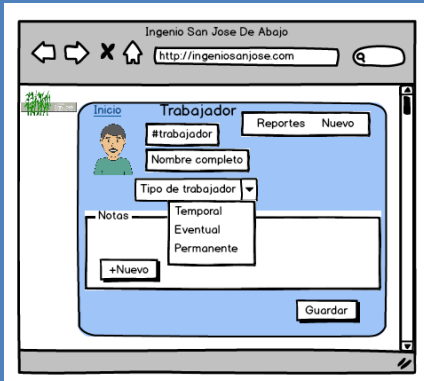 Ingenio San Jose De Abajo
http://ingeniosanjose.com
Inicio
Trabajador
Reportes Nuevo
#trabajador
Nombre completo
Tipo de trabajador
Temporal
Eventual
Permanente
Notas
+Nuevo
Guardar